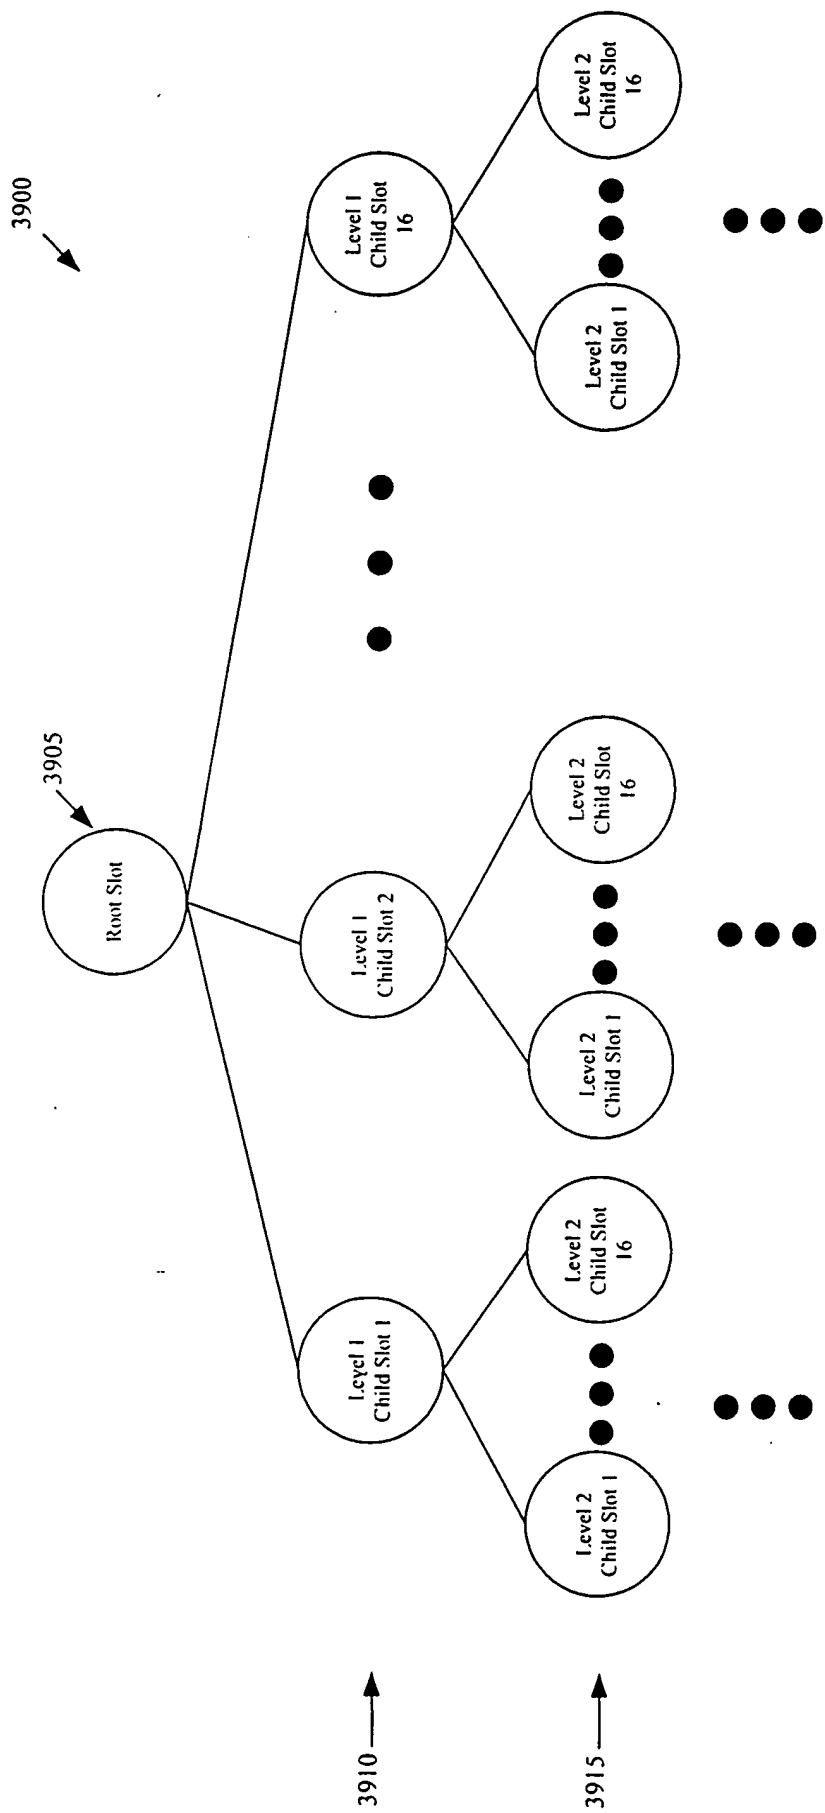 3900
3905
Root Slot
3910
Level 1
Child Slot 1
Level 1
Child Slot 2
Level 1
Child Slot
16
3915
Level 2
Child Slot 1
Level 2
Child Slot
16
Level 2
Child Slot 1
Level 2
Child Slot
16
Level 2
Child Slot 1
Level 2
Child Slot
16